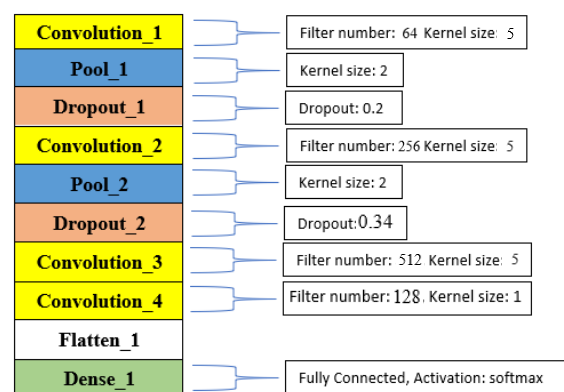 Convolution_1 Filter number: 64 Kernel size: 5
Pool_1 Kernel size: 2
Dropout_1 Dropout: 0.2
Convolution_2 Filter number: 256 Kernel size: 5
Pool_2 Kernel size: 2
Dropout_2 Dropout:0.34
Convolution_3 Filter number: 512 Kernel size: 5
Convolution_4 Filter number: 128. Kernel size: 1
Flatten_1
Dense_1 Fully Connected, Activation: softmax